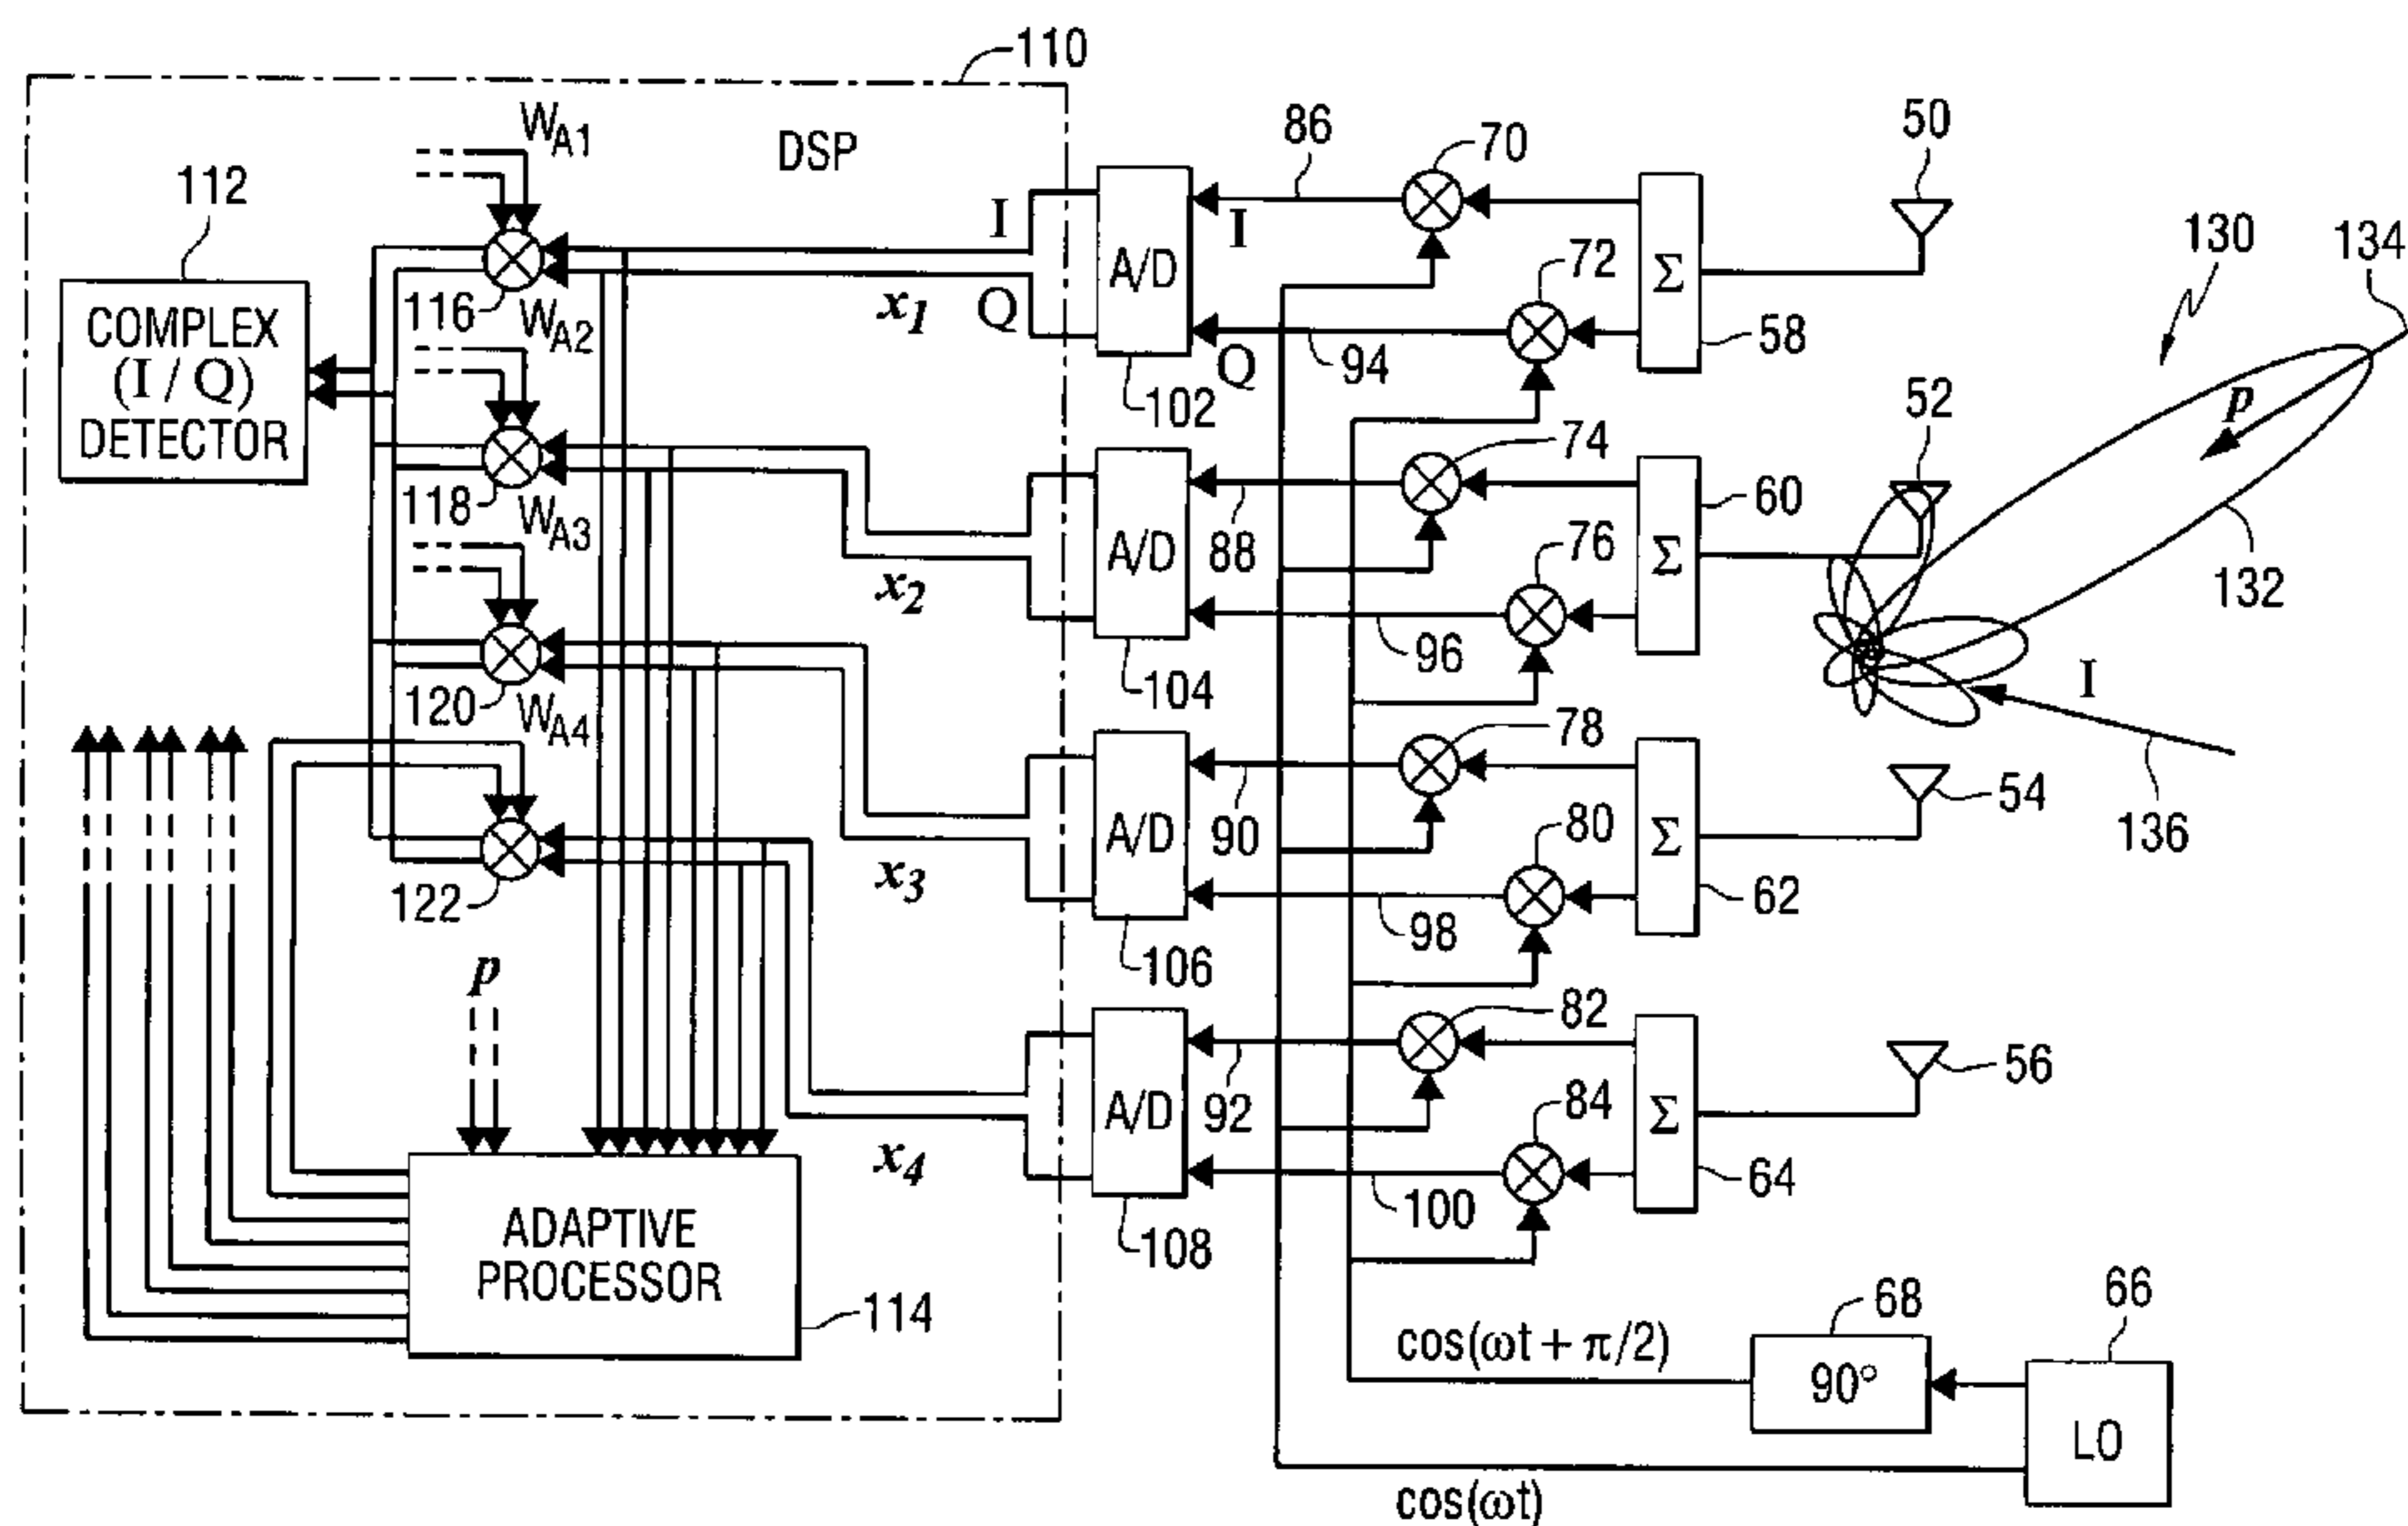 110
W_A1
DSP
86
70
50
112
I
I
A/D
Σ
72
130
134
COMPLEX
(I / Q)
DETECTOR
116
W_A2
x_1
Q
Q
94
58
102
p
118
W_A3
88
74
52
60
A/D
Σ
76
x_2
96
132
104
120
W_A4
I
78
136
54
90
A/D
Σ
80
122
x_3
98
62
106
p
82
92
A/D
Σ
84
56
x_4
100
64
108
ADAPTIVE
PROCESSOR
114
68
66
cos(ωt + π/2)
90°
LO
cos(ωt)